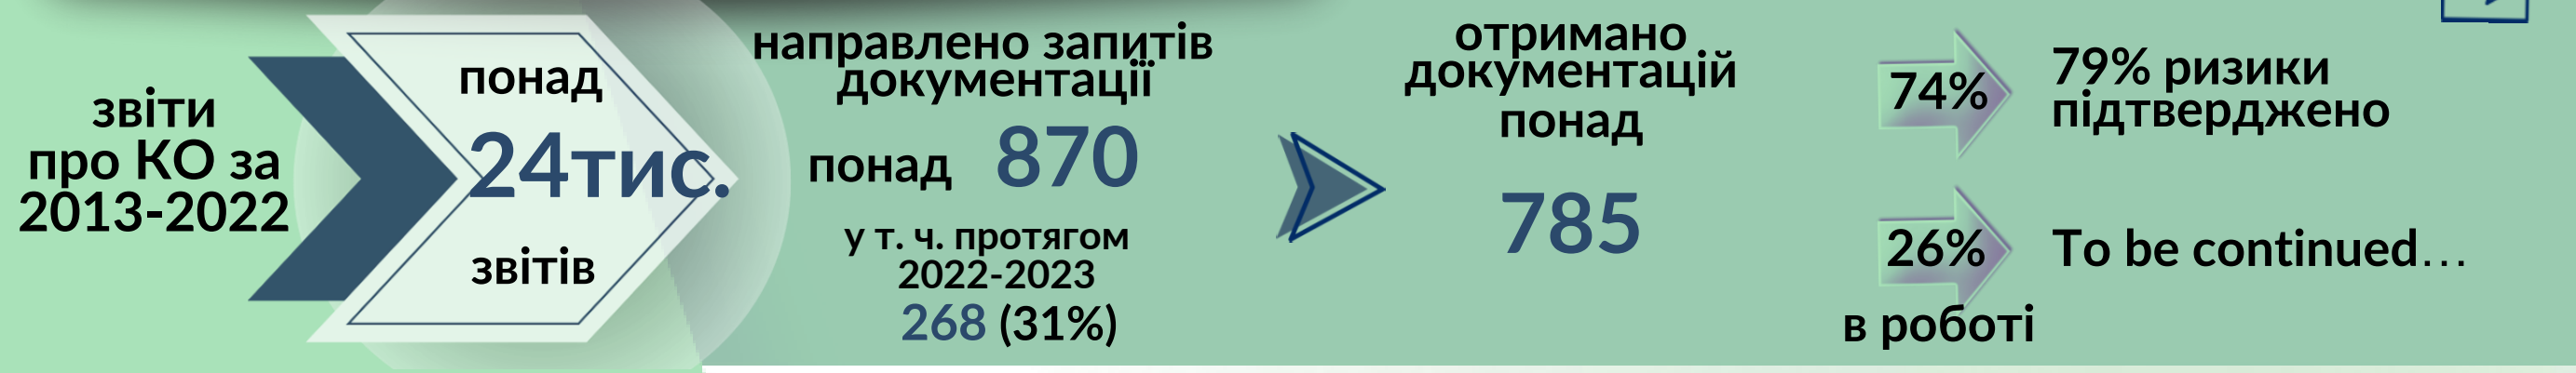 звіти
про КО за
2013-2022
понад
24тис.
звітів
направлено запитів
документації
понад 870
у т. ч. протягом
2022-2023
268 (31%)
отримано
документацій
понад
785
74%
79% ризики
підтверджено
26%
To be continued…
в роботі